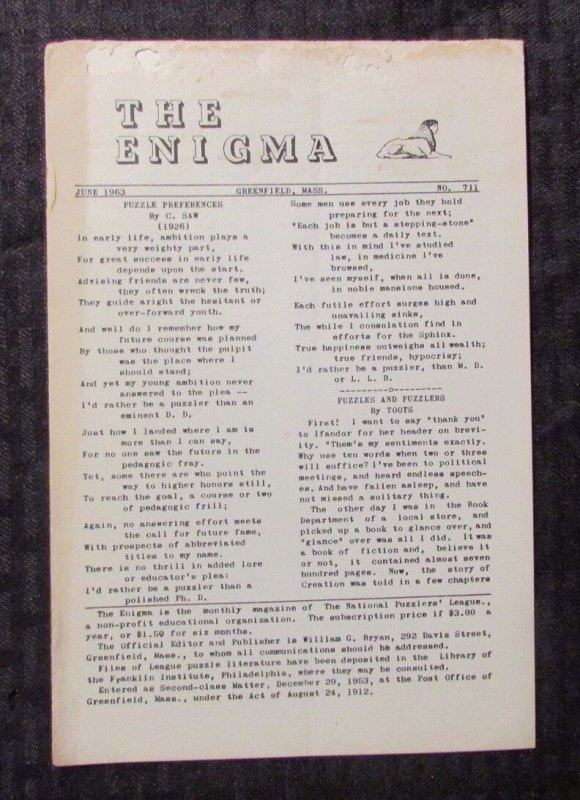 THE
ENIGMA
JUNE 1963 GREENFIELD, MASS. NO. 711
PUZZLE PREFERENCES
By C. SAW
(1926)
In early life, ambition plays a
very weighty part,
For great success in early life
depends upon the start.
Advising friends are never few,
they often wreck the truth;
They guide aright the hesitant or
over-forward youth.
And well do I remember how my
future course was planned
By those who thought the pulpit
was the place where I
should stand;
And yet my young ambition never
answered to the plea --
I'd rather be a puzzler than an
eminent D. D.
Just how I landed where I am is
more than I can say,
For no one saw the future in the
pedagogic fray.
Yet, some there are who point the
way to higher honors still,
To reach the goal, a course or two
of pedagogic frill;
Again, no answering effort meets
the call for future fame,
With prospects of abbreviated
titles to my name.
There is no thrill in added lore
or educator's plea:
I'd rather be a puzzler than a
polished Ph. D.
Some men use every job they hold
preparing for the next;
"Each job is but a stepping-stone"
becomes a daily text.
With this in mind I've studied
law, in medicine I've
browsed,
I've seen myself, when all is done,
in noble mansions housed.
Each futile effort surges high and
unavailing sinks,
The while I consolation find in
efforts for the Sphinx.
True happiness outweighs all wealth;
true friends, hypocrisy;
I'd rather be a puzzler, than M. D.
or L. L. B.
---------o---------
PUZZLES AND PUZZLERS
By TOOTS
First! I want to say "thank you"
to Ifandor for her header on brevi-
ity. "Them's my sentiments exactly.
Why use ten words when two or three
will suffice? I've been to political
meetings, and heard endless speech-
es. And have fallen asleep, and have
not missed a solitary thing.
The other day I was in the Book
Department of a local store, and
picked up a book to glance over, and
"glance" over was all I did. It was
a book of fiction and, believe it
or not, it contained almost seven
hundred pages. Now, the story of
Creation was told in a few chapters
The Enigma is the monthly magazine of The National Puzzlers' League.,
a non-profit educational organization. The subscription price if $3.00 a
year, or $1.50 for six months.
The Official Editor and Publisher is William G. Bryan, 292 Davis Street,
Greenfield, Mass., to whom all communications should be addressed.
Files of League puzzle literature have been deposited in the Library of
the Franklin Institute, Philadelphia, where they may be consulted.
Entered as Second-class Matter, December 20, 1953, at the Post Office of
Greenfield, Mass., under the Act of August 24, 1912.